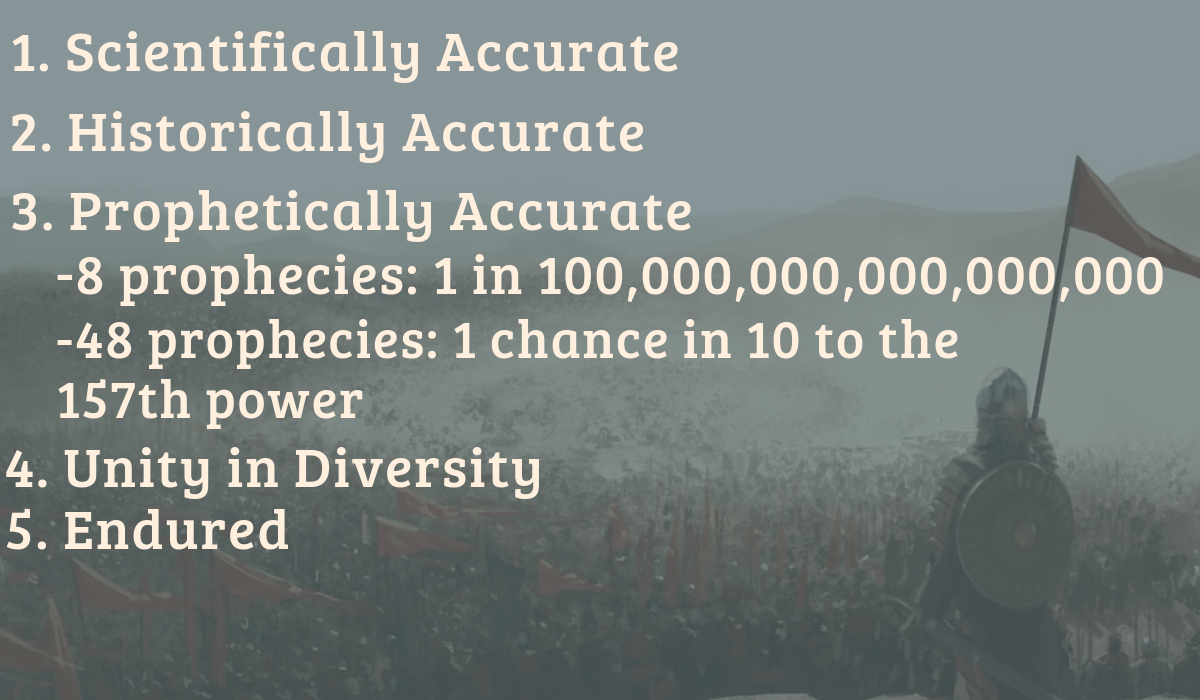 1. Scientifically Accurate
2. Historically Accurate
3. Prophetically Accurate
-8 prophecies: 1 in 100,000,000,000,000,000
-48 prophecies: 1 chance in 10 to the
157th power
4. Unity in Diversity
5. Endured